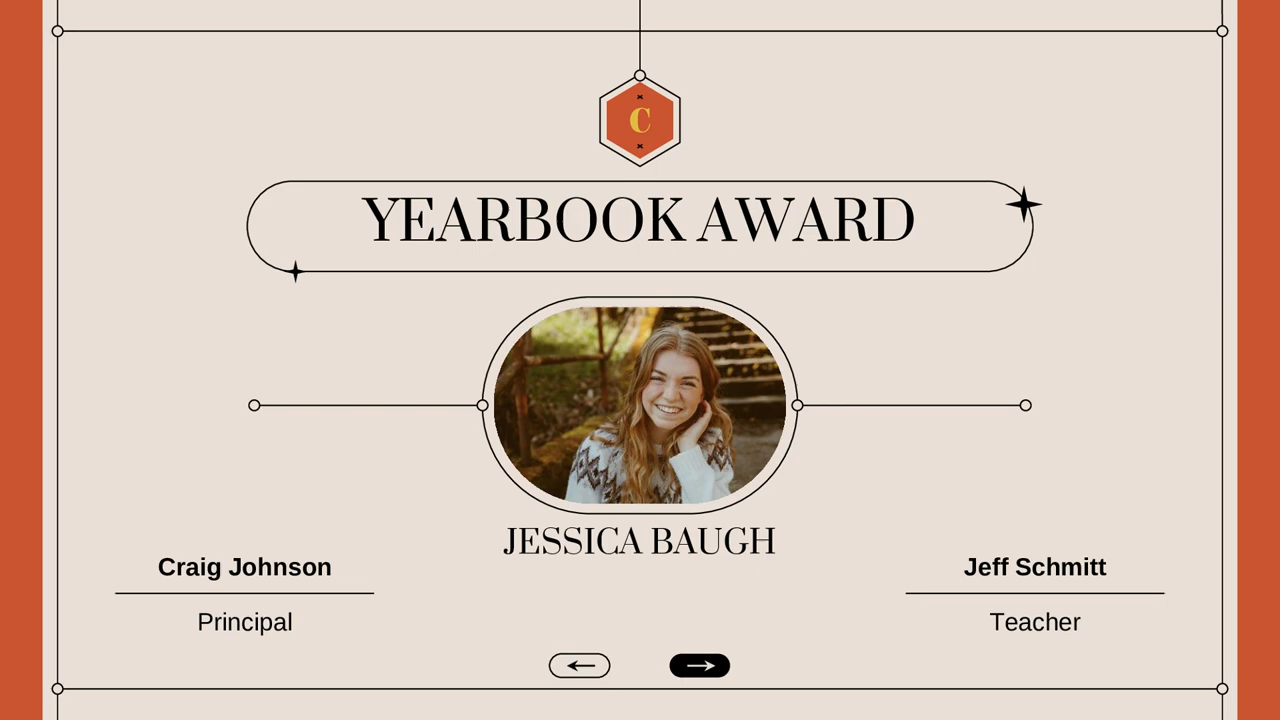 C
YEARBOOK AWARD
JESSICA BAUGH
Craig Johnson
Principal
Jeff Schmitt
Teacher